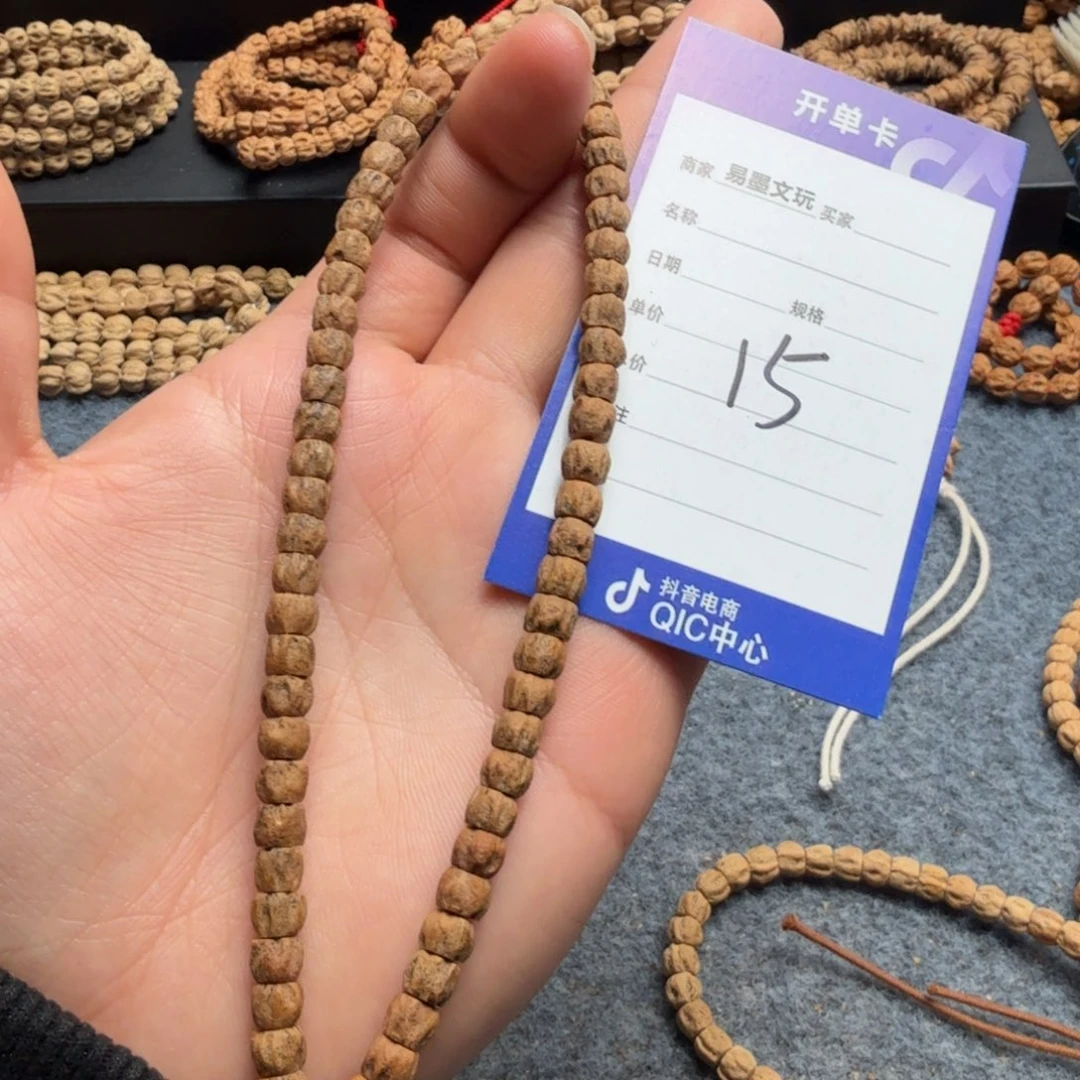 开单卡
商家 易墨文玩 买家
名称
日期
单价 规格
价
注
15
抖音电商
QIC中心